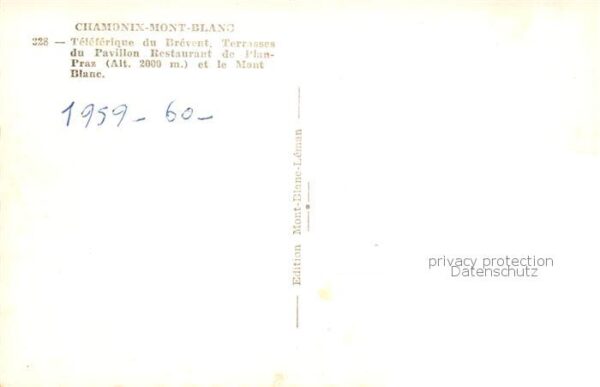 CHAMONIX-MONT-BLANC
328 — Téléférique du Brévent, Terrasses
du Pavillon Restaurant de Plan-
Praz (Alt. 2000 m.) et le Mont
Blanc.
1959 - 60 -
Edition Mont-Blanc-Léman
privacy protection
Datenschutz